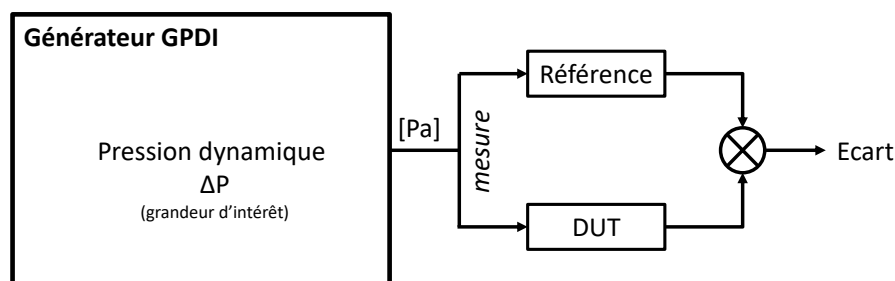 Générateur GPDI
Pression dynamique
ΔP
(grandeur d'intérêt)
[Pa]
mesure
Référence
DUT
Ecart